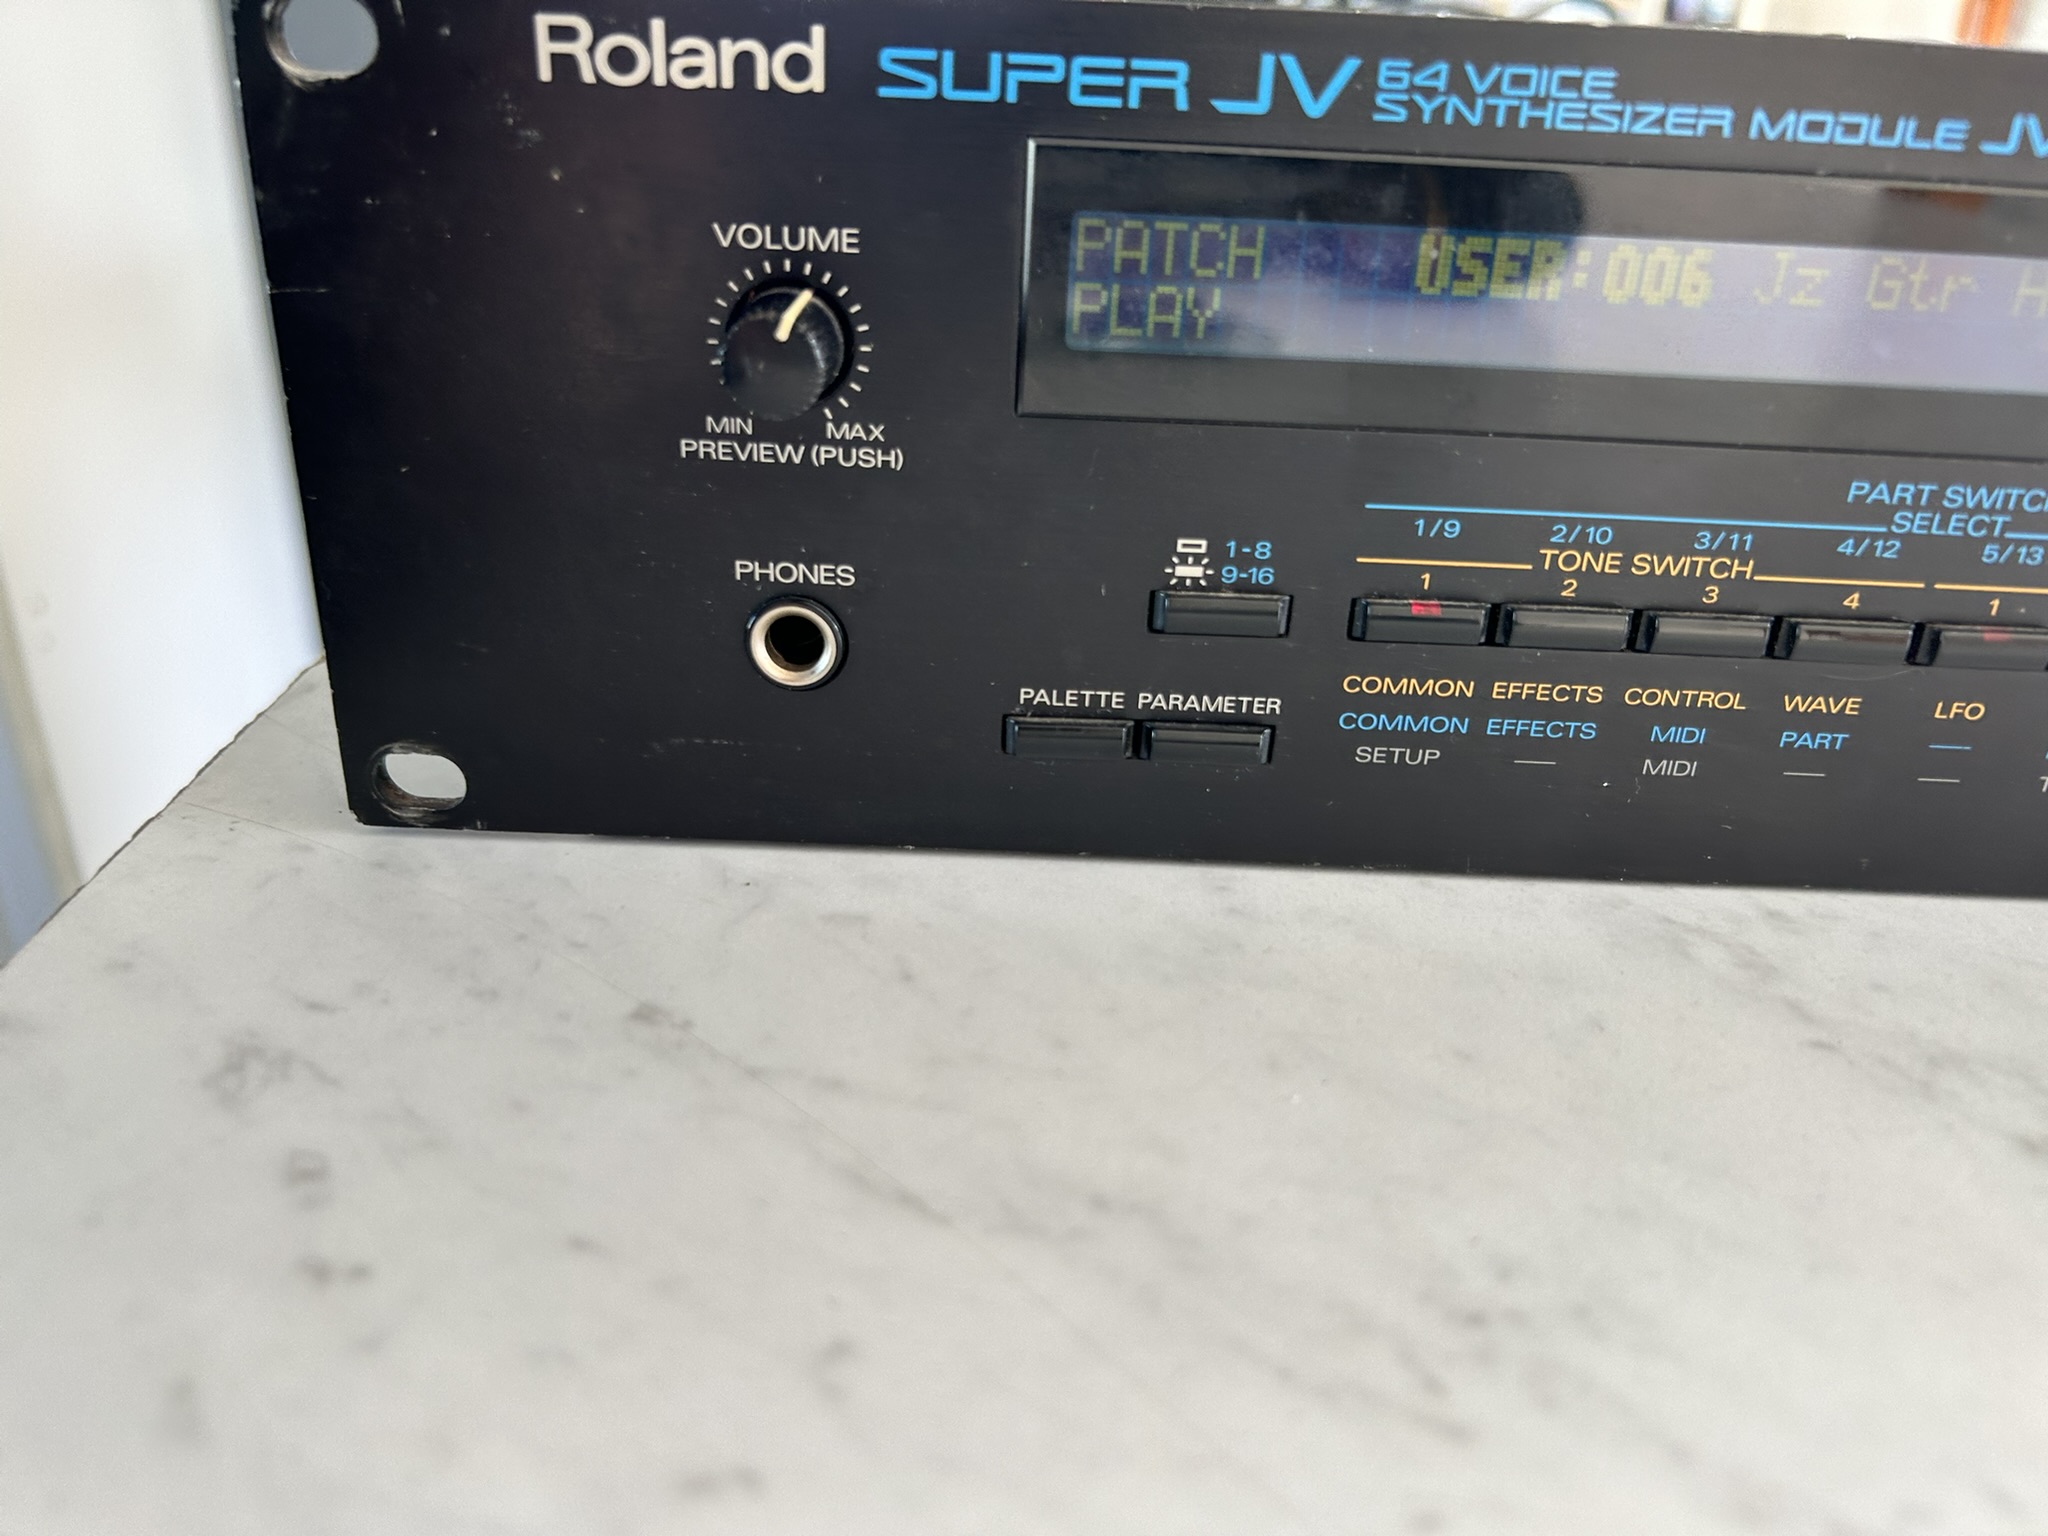 Roland SUPER JV 64 VOICE
SYNTHESIZER MODULE JV
VOLUME
MIN MAX
PREVIEW (PUSH)
PATCH USER:006 Jz Gtr H
PLAY
PHONES
1-8
9-16
PART SWITCH
SELECT
1/9 2/10 3/11 4/12 5/13
TONE SWITCH
1 2 3 4 1
PALETTE PARAMETER
COMMON EFFECTS CONTROL WAVE LFO
COMMON EFFECTS MIDI PART —
SETUP — MIDI — —